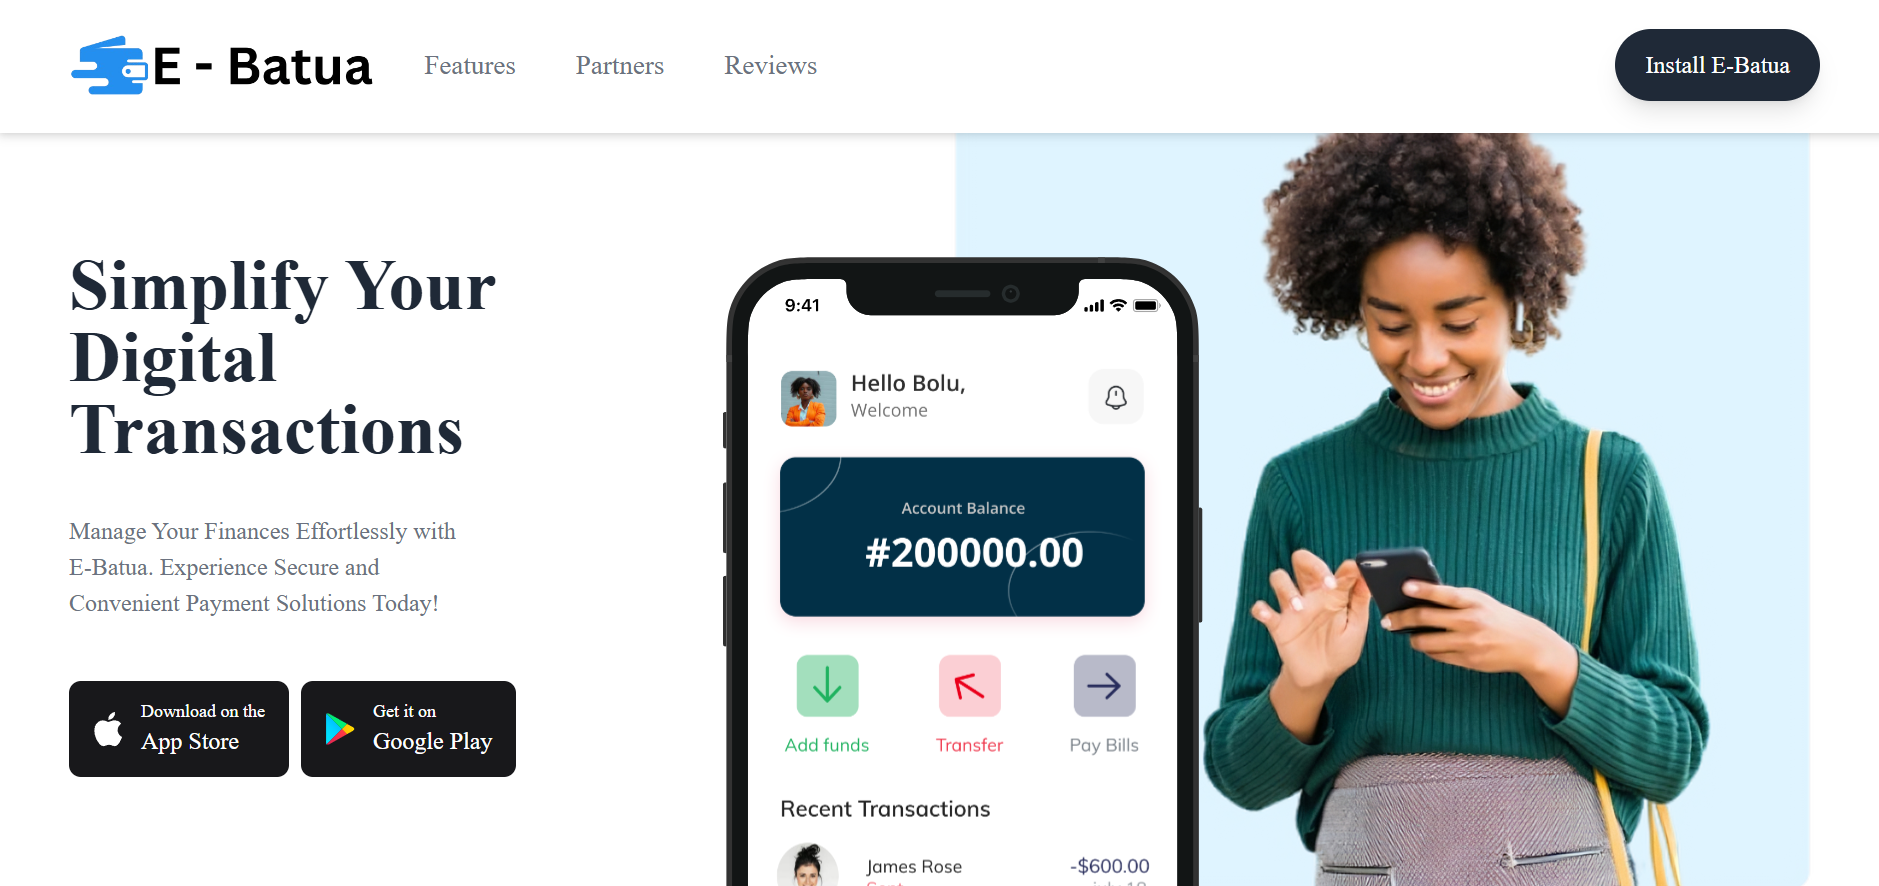 E - Batua
Features
Partners
Reviews
Install E-Batua
Simplify Your
Digital
Transactions
Manage Your Finances Effortlessly with
E-Batua. Experience Secure and
Convenient Payment Solutions Today!
Download on the
App Store
Get it on
Google Play
9:41
Hello Bolu,
Welcome
Account Balance
#200000.00
Add funds
Transfer
Pay Bills
Recent Transactions
James Rose
-$600.00